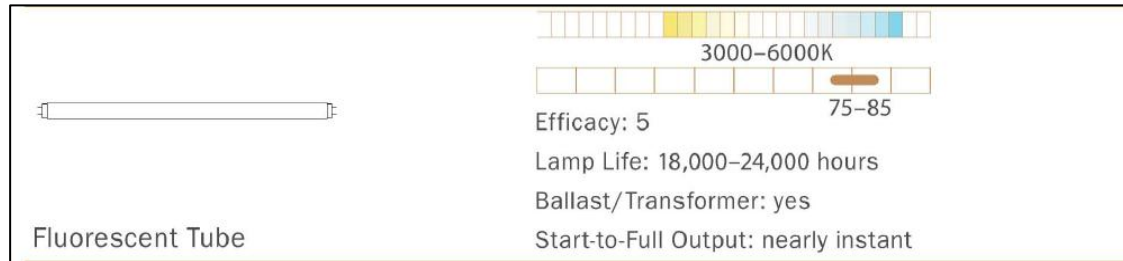 3000–6000K
75–85
Efficacy: 5
Lamp Life: 18,000–24,000 hours
Ballast/Transformer: yes
Fluorescent Tube
Start-to-Full Output: nearly instant